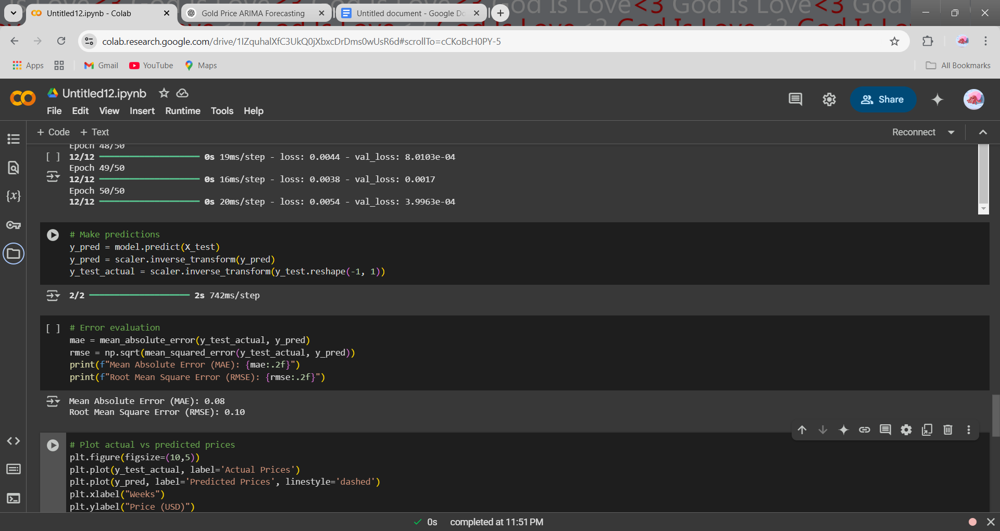 Untitled12.ipynb - Colab
Gold Price ARIMA Forecasting
Untitled document - Google Do
God Is Love<3 God Is Love<3 God
colab.research.google.com/drive/1IZquhalXfC3UkQ0jXbxcDrDms0wUsR6d#scrollTo=cCKoBcH0PY-5
Apps
Gmail
YouTube
Maps
All Bookmarks
Untitled12.ipynb
File Edit View Insert Runtime Tools Help
Share
+ Code + Text
Reconnect
Epoch 48/50
[ ] 12/12 0s 19ms/step - loss: 0.0044 - val_loss: 8.0103e-04
Epoch 49/50
12/12 0s 16ms/step - loss: 0.0038 - val_loss: 0.0017
Epoch 50/50
12/12 0s 20ms/step - loss: 0.0054 - val_loss: 3.9963e-04
# Make predictions
y_pred = model.predict(X_test)
y_pred = scaler.inverse_transform(y_pred)
y_test_actual = scaler.inverse_transform(y_test.reshape(-1, 1))
2/2 2s 742ms/step
[ ] # Error evaluation
mae = mean_absolute_error(y_test_actual, y_pred)
rmse = np.sqrt(mean_squared_error(y_test_actual, y_pred))
print(f"Mean Absolute Error (MAE): {mae:.2f}")
print(f"Root Mean Square Error (RMSE): {rmse:.2f}")
Mean Absolute Error (MAE): 0.08
Root Mean Square Error (RMSE): 0.10
# Plot actual vs predicted prices
plt.figure(figsize=(10,5))
plt.plot(y_test_actual, label='Actual Prices')
plt.plot(y_pred, label='Predicted Prices', linestyle='dashed')
plt.xlabel("Weeks")
plt.ylabel("Price (USD)")
0s completed at 11:51 PM